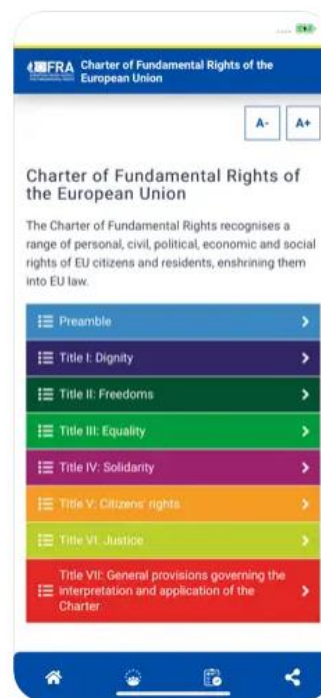 FRA Charter of Fundamental Rights of the
European Union
A- A+
Charter of Fundamental Rights of
the European Union
The Charter of Fundamental Rights recognises a
range of personal, civil, political, economic and social
rights of EU citizens and residents, enshrining them
into EU law.
Preamble
Title I: Dignity
Title II: Freedoms
Title III: Equality
Title IV: Solidarity
Title V: Citizens' rights
Title VI: Justice
Title VII: General provisions governing the
interpretation and application of the
Charter